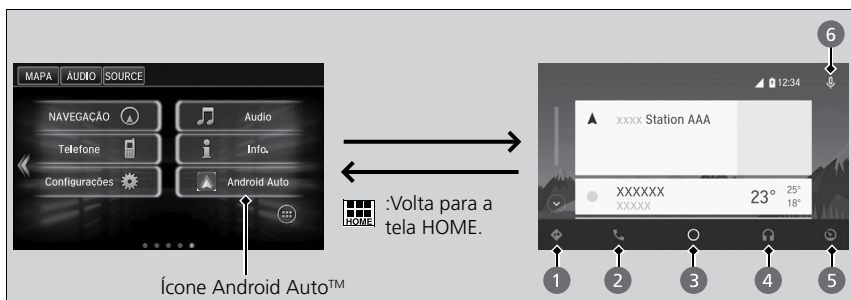 MAPA ÁUDIO SOURCE
NAVEGAÇÃO
Audio
Telefone
Info.
Configurações
Android Auto
Ícone Android Auto™
HOME
:Volta para a
tela HOME.
6
12:34
xxxx Station AAA
XXXXXX
XXXXX
23°
25°
18°
1
2
3
4
5